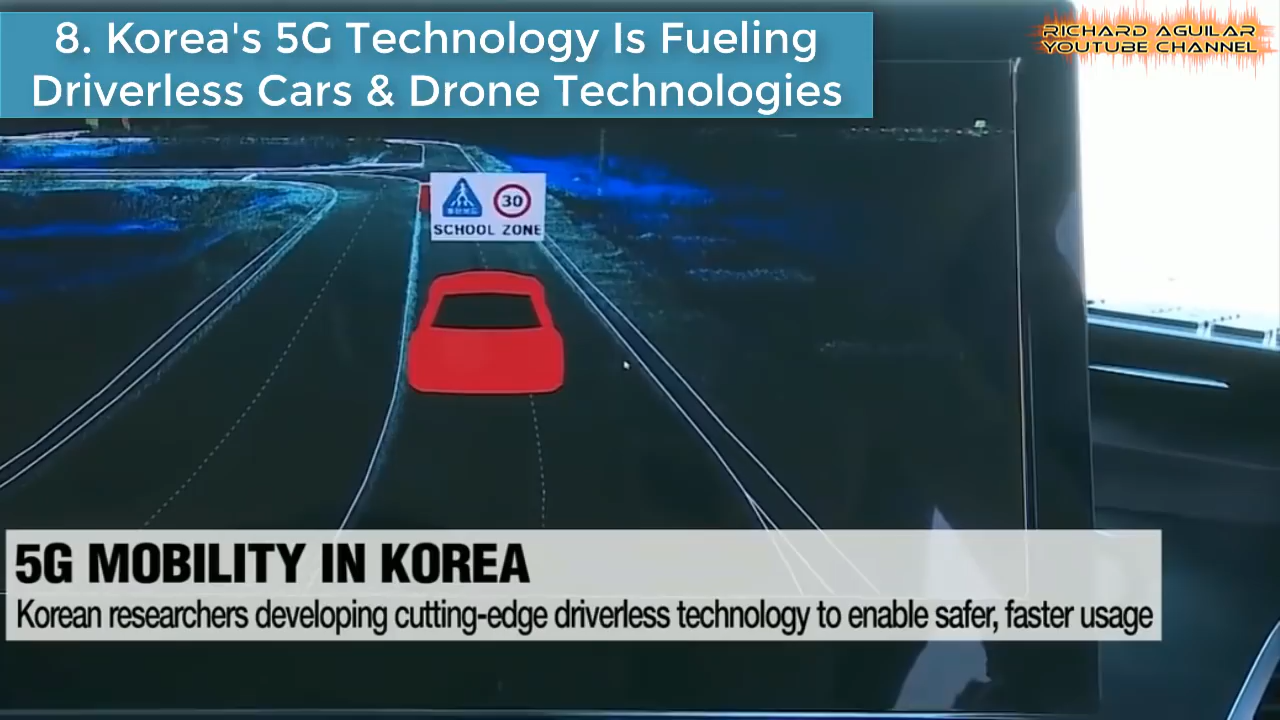 8. Korea's 5G Technology Is Fueling
Driverless Cars & Drone Technologies
RICHARD AGUILAR
YOUTUBE CHANNEL
30
SCHOOL ZONE
5G MOBILITY IN KOREA
Korean researchers developing cutting-edge driverless technology to enable safer, faster usage